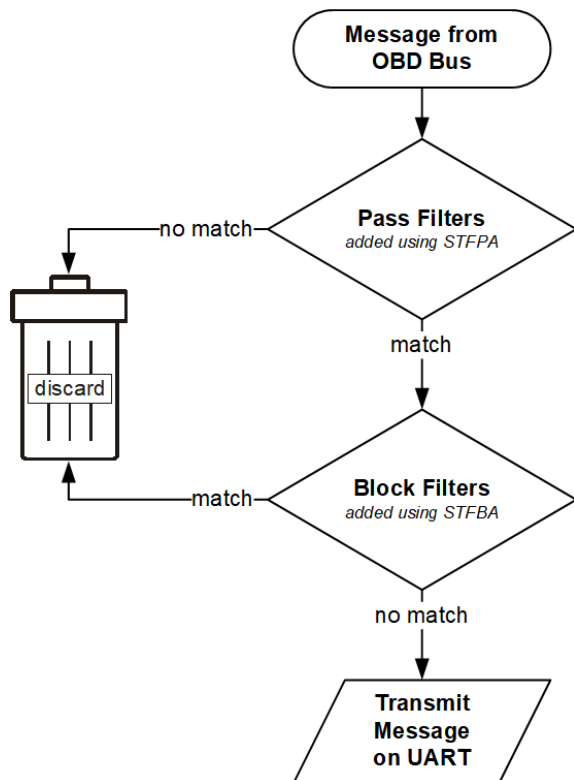 Message from
OBD Bus
Pass Filters
added using STFPA
no match
match
discard
Block Filters
added using STFBA
match
no match
Transmit
Message
on UART